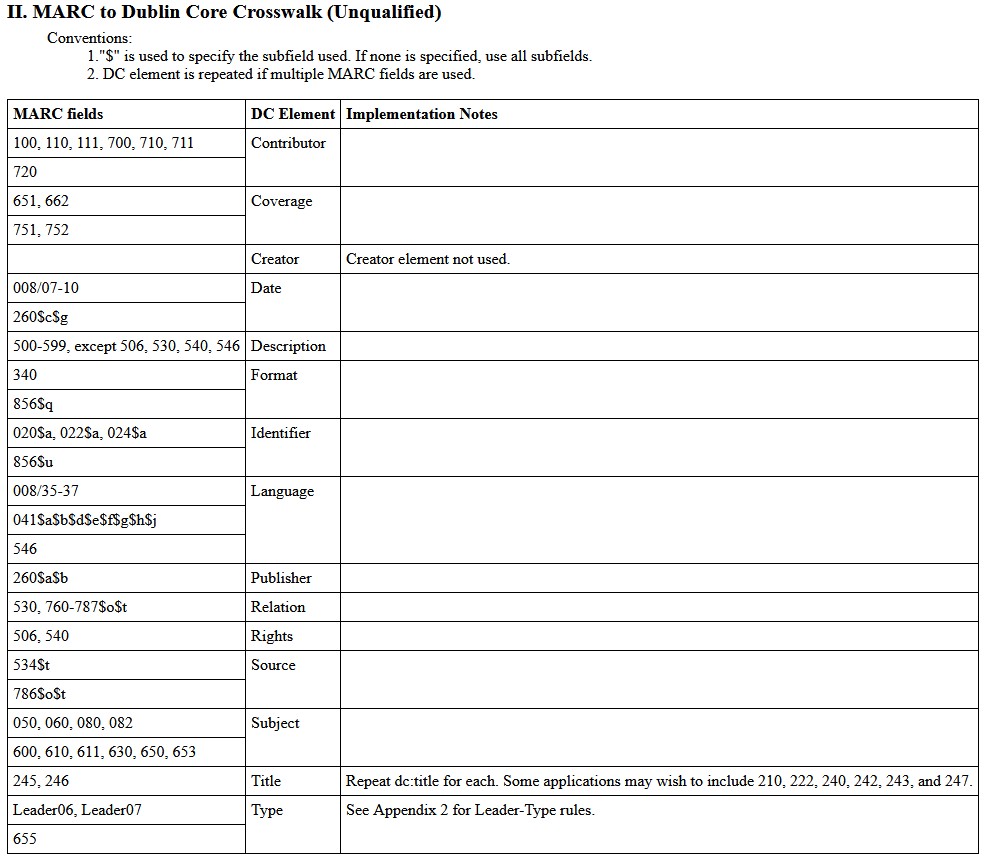 II. MARC to Dublin Core Crosswalk (Unqualified)
Conventions:
1."$" is used to specify the subfield used. If none is specified, use all subfields.
2. DC element is repeated if multiple MARC fields are used.
MARC fields DC Element Implementation Notes
100, 110, 111, 700, 710, 711 Contributor
720
651, 662 Coverage
751, 752
Creator Creator element not used.
008/07-10 Date
260$c$g
500-599, except 506, 530, 540, 546 Description
340 Format
856$q
020$a, 022$a, 024$a Identifier
856$u
008/35-37 Language
041$a$b$d$e$f$g$h$j
546
260$a$b Publisher
530, 760-787$o$t Relation
506, 540 Rights
534$t Source
786$o$t
050, 060, 080, 082 Subject
600, 610, 611, 630, 650, 653
245, 246 Title Repeat dc:title for each. Some applications may wish to include 210, 222, 240, 242, 243, and 247.
Leader06, Leader07 Type See Appendix 2 for Leader-Type rules.
655